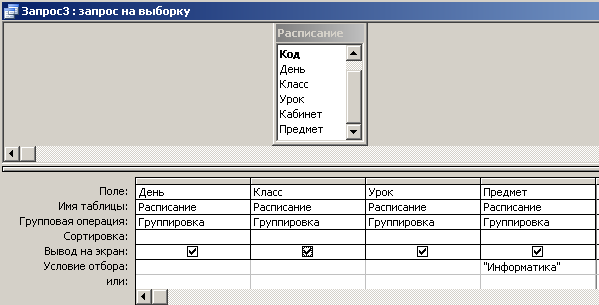 Запрос3 : запрос на выборку
Расписание
Код
День
Класс
Урок
Кабинет
Предмет
Поле: День Класс Урок Предмет
Имя таблицы: Расписание Расписание Расписание Расписание
Групповая операция: Группировка Группировка Группировка Группировка
Сортировка:
Вывод на экран:
Условие отбора: "Информатика"
или: